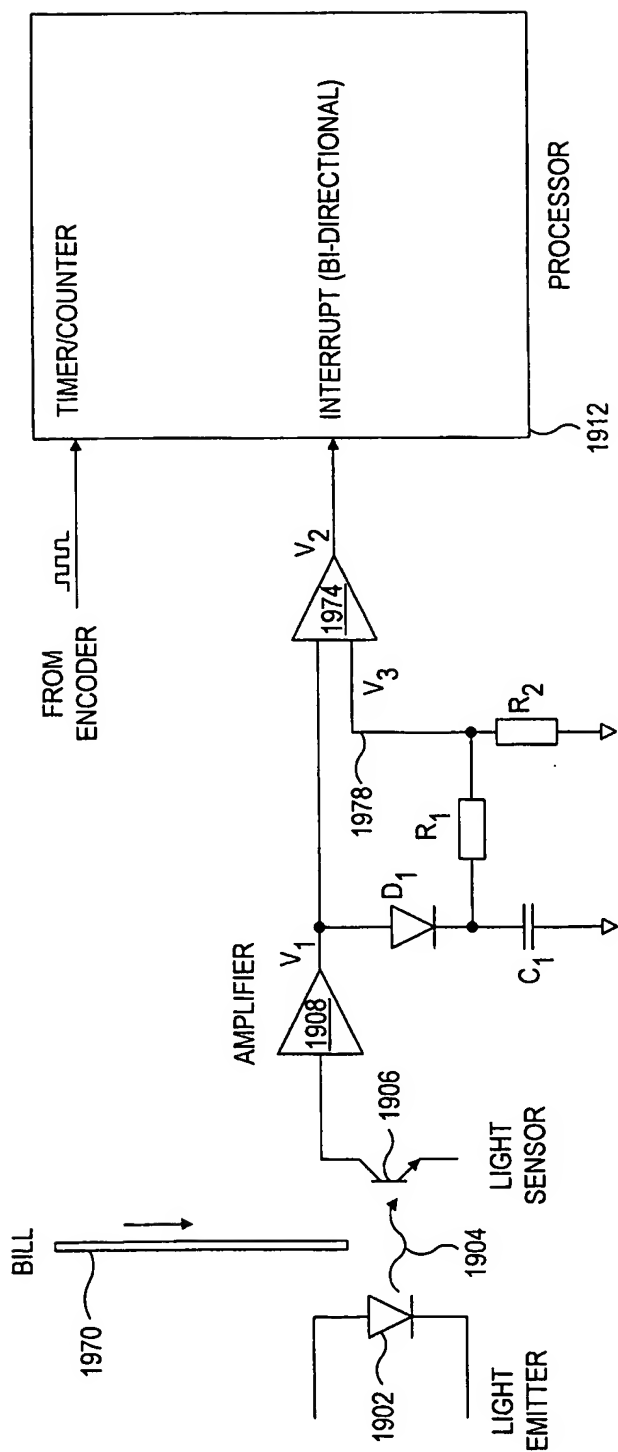 BILL
1970
1902
LIGHT
EMITTER
1904
1906
LIGHT
SENSOR
AMPLIFIER
1908
V1
D1
C1
R1
R2
1978
V3
1974
V2
FROM
ENCODER
TIMER/COUNTER
INTERRUPT (BI-DIRECTIONAL)
1912
PROCESSOR